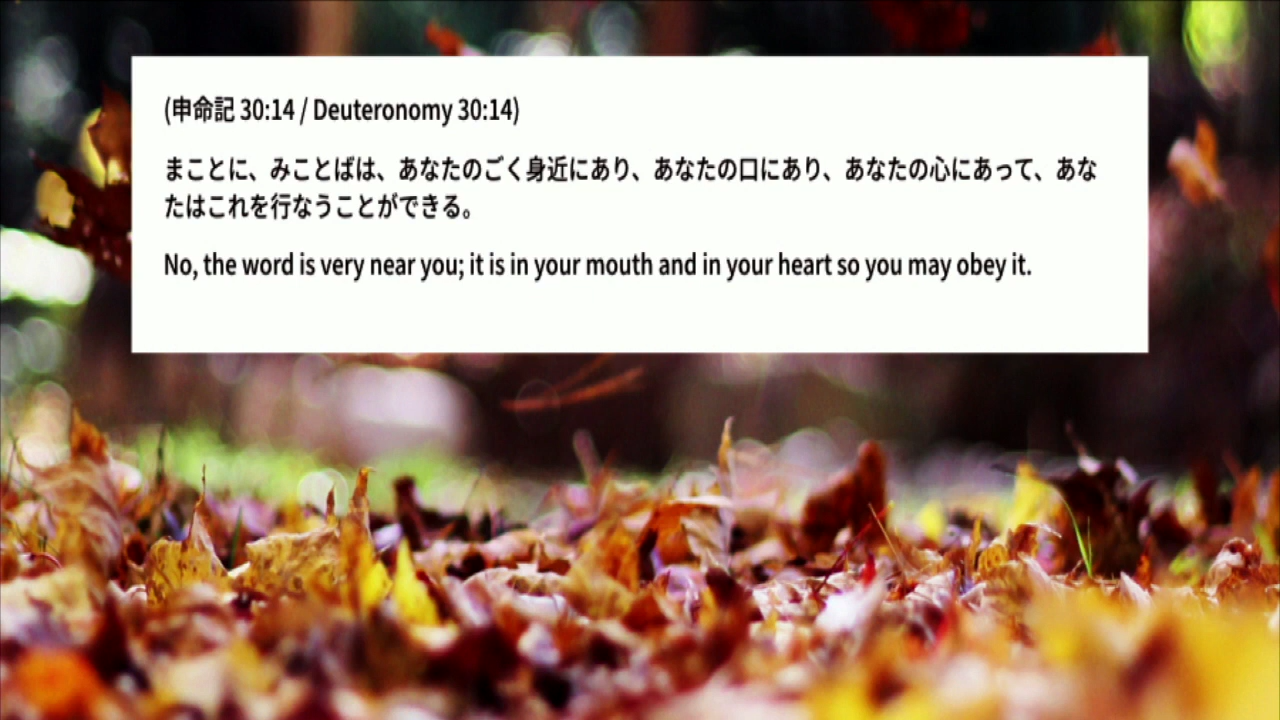 (申命記 30:14 / Deuteronomy 30:14)
まことに、みことばは、あなたのごく身近にあり、あなたの口にあり、あなたの心にあって、あな
たはこれを行なうことができる。
No, the word is very near you; it is in your mouth and in your heart so you may obey it.